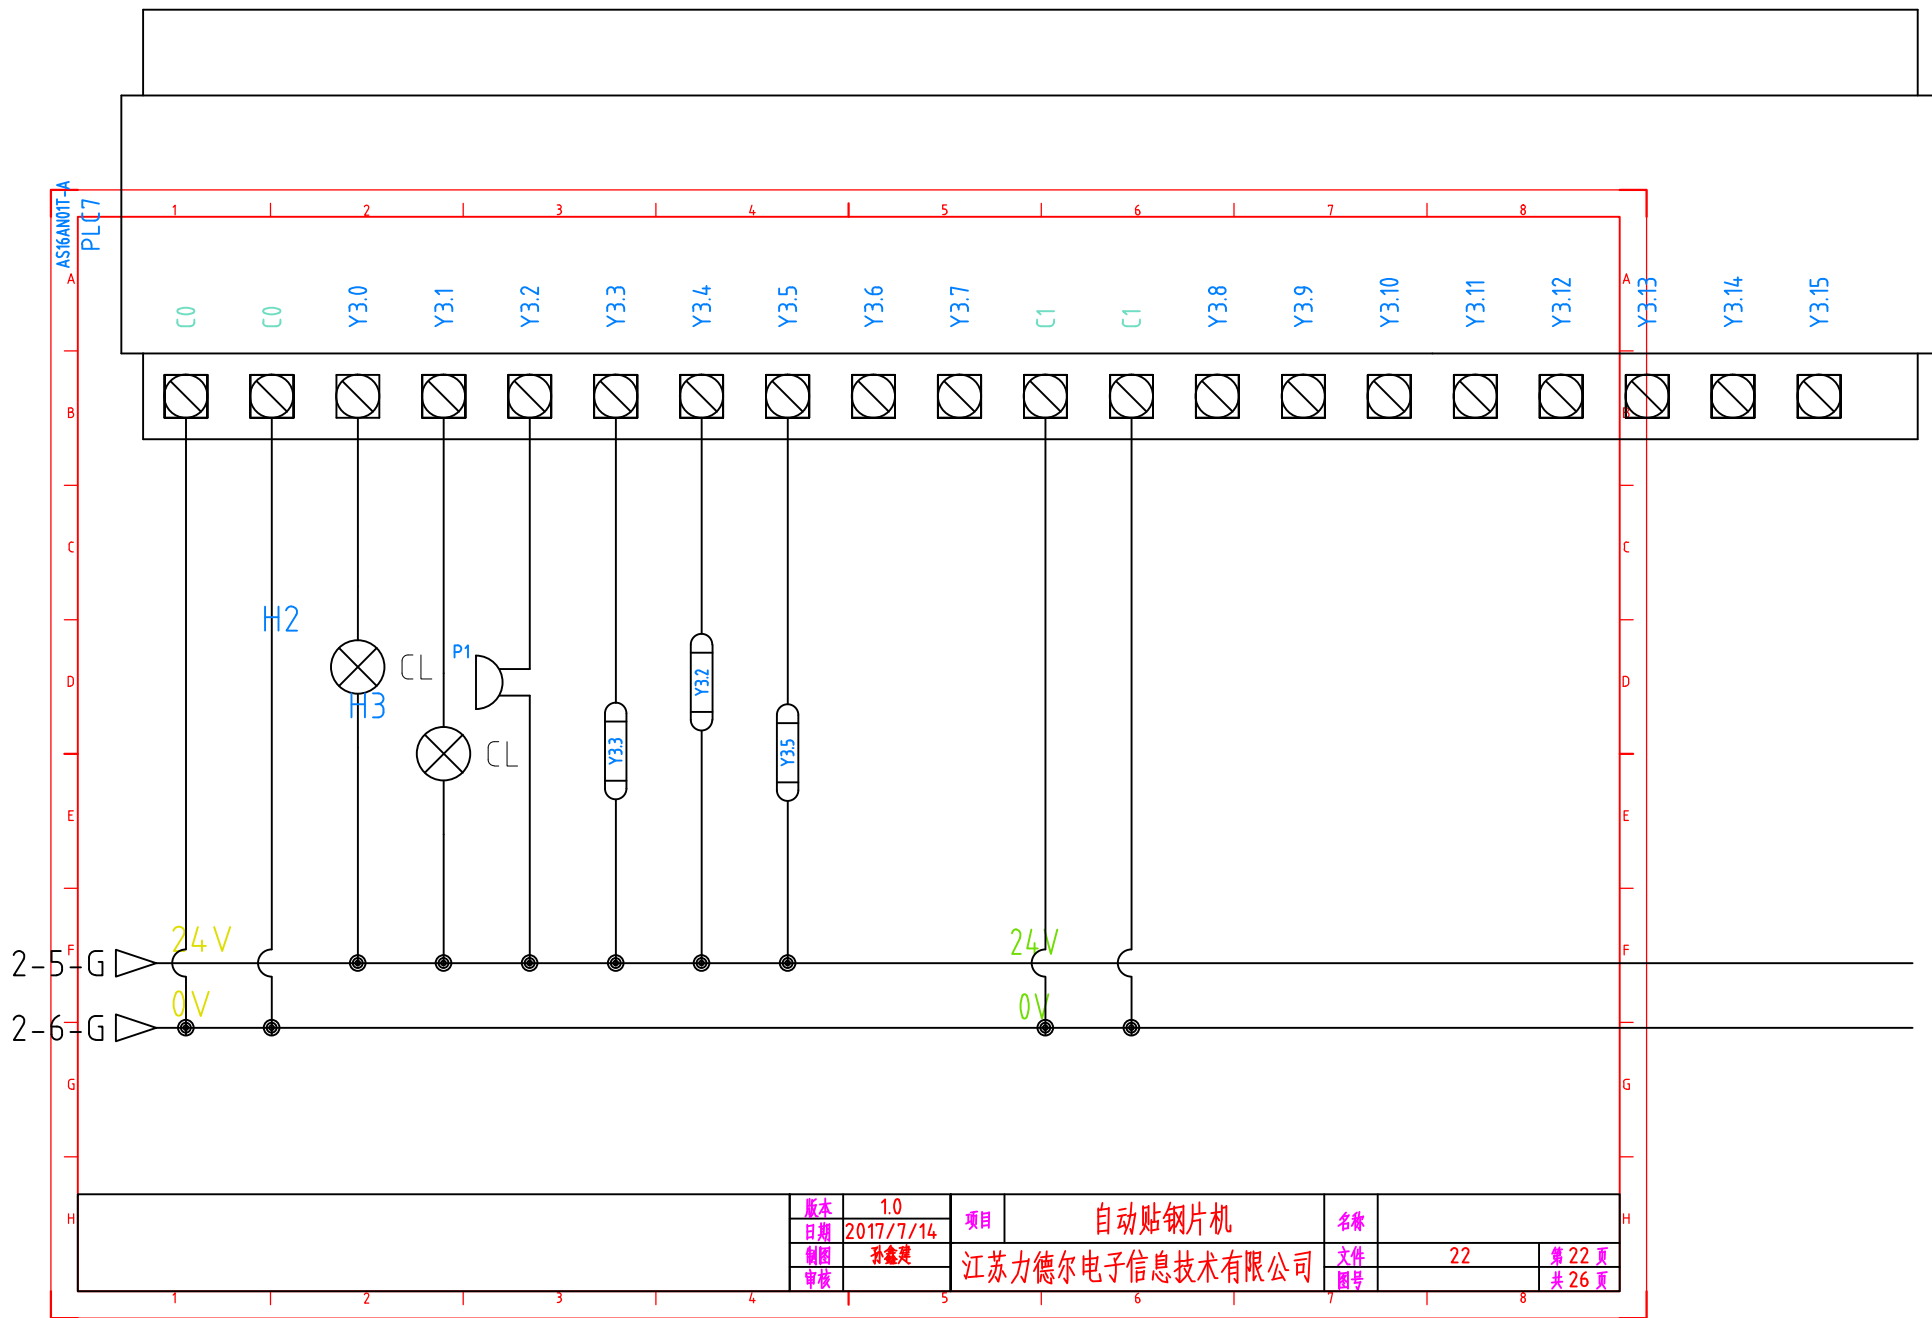 AS16AN01T-A
PLC7
1 2 3 4 5 6 7 8
A A
C0 C0 Y3.0 Y3.1 Y3.2 Y3.3 Y3.4 Y3.5 Y3.6 Y3.7 C1 C1 Y3.8 Y3.9 Y3.10 Y3.11 Y3.12 Y3.13 Y3.14 Y3.15
B B
C C
H2
CL P1
D Y3.2 D
H3
CL Y3.3 Y3.5
E E
24V 24V
F F
2-5-G
0V 0V
2-6-G
G G
H H
版本 1.0 项目 自动贴钢片机 名称
日期 2017/7/14
制图 孙鑫建 江苏力德尔电子信息技术有限公司 文件 22 第 22 页
审核 图号 共 26 页
1 2 3 4 5 6 7 8